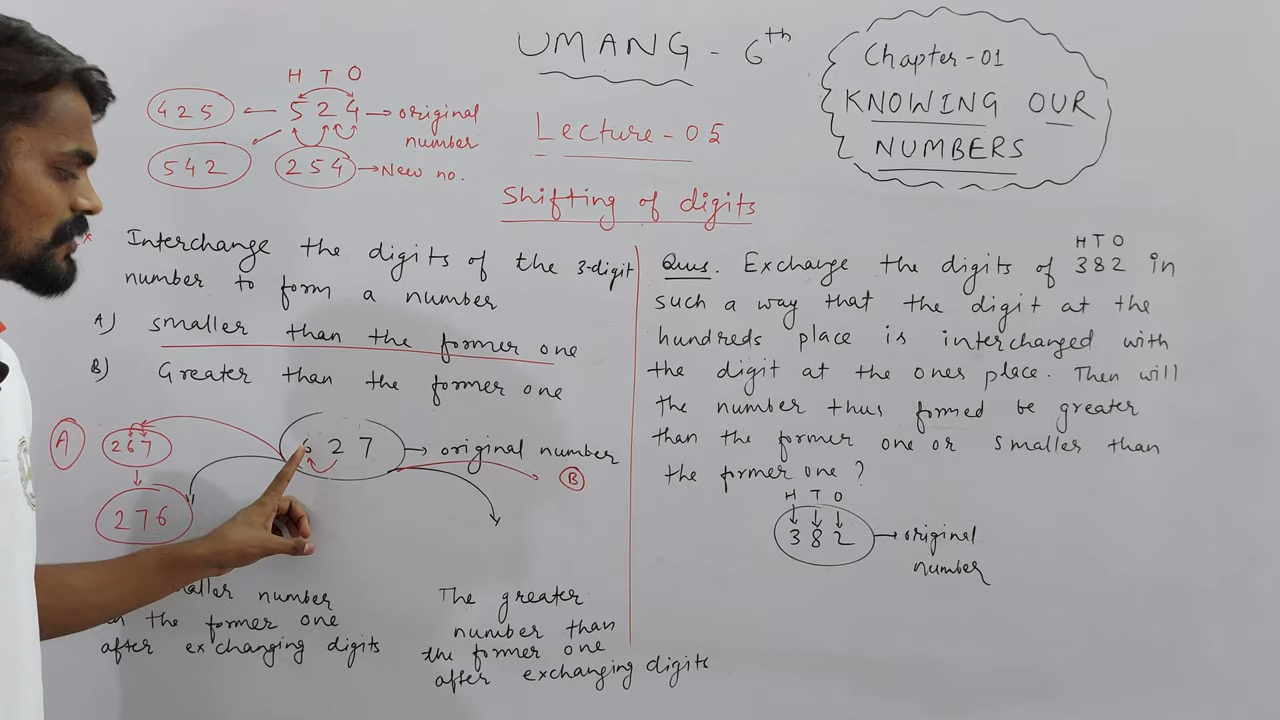 UMANG - 6th
Chapter-01
KNOWING OUR
NUMBERS
Lecture-05
Shifting of digits
H T O
425 ← 524 → original
number
542 254 → New no.
* Interchange the digits of the 3-digit
number to form a number
A) smaller than the former one
B) Greater than the former one
A 267 627 → original number
B
276
number
the former one
after exchanging digits
The greater
number than
the former one
after exchanging digits
H T O
Ques. Exchange the digits of 382 in
such a way that the digit at the
hundreds place is interchanged with
the digit at the ones place. Then will
the number thus formed be greater
than the former one or smaller than
the former one?
H T O
382 → original
number